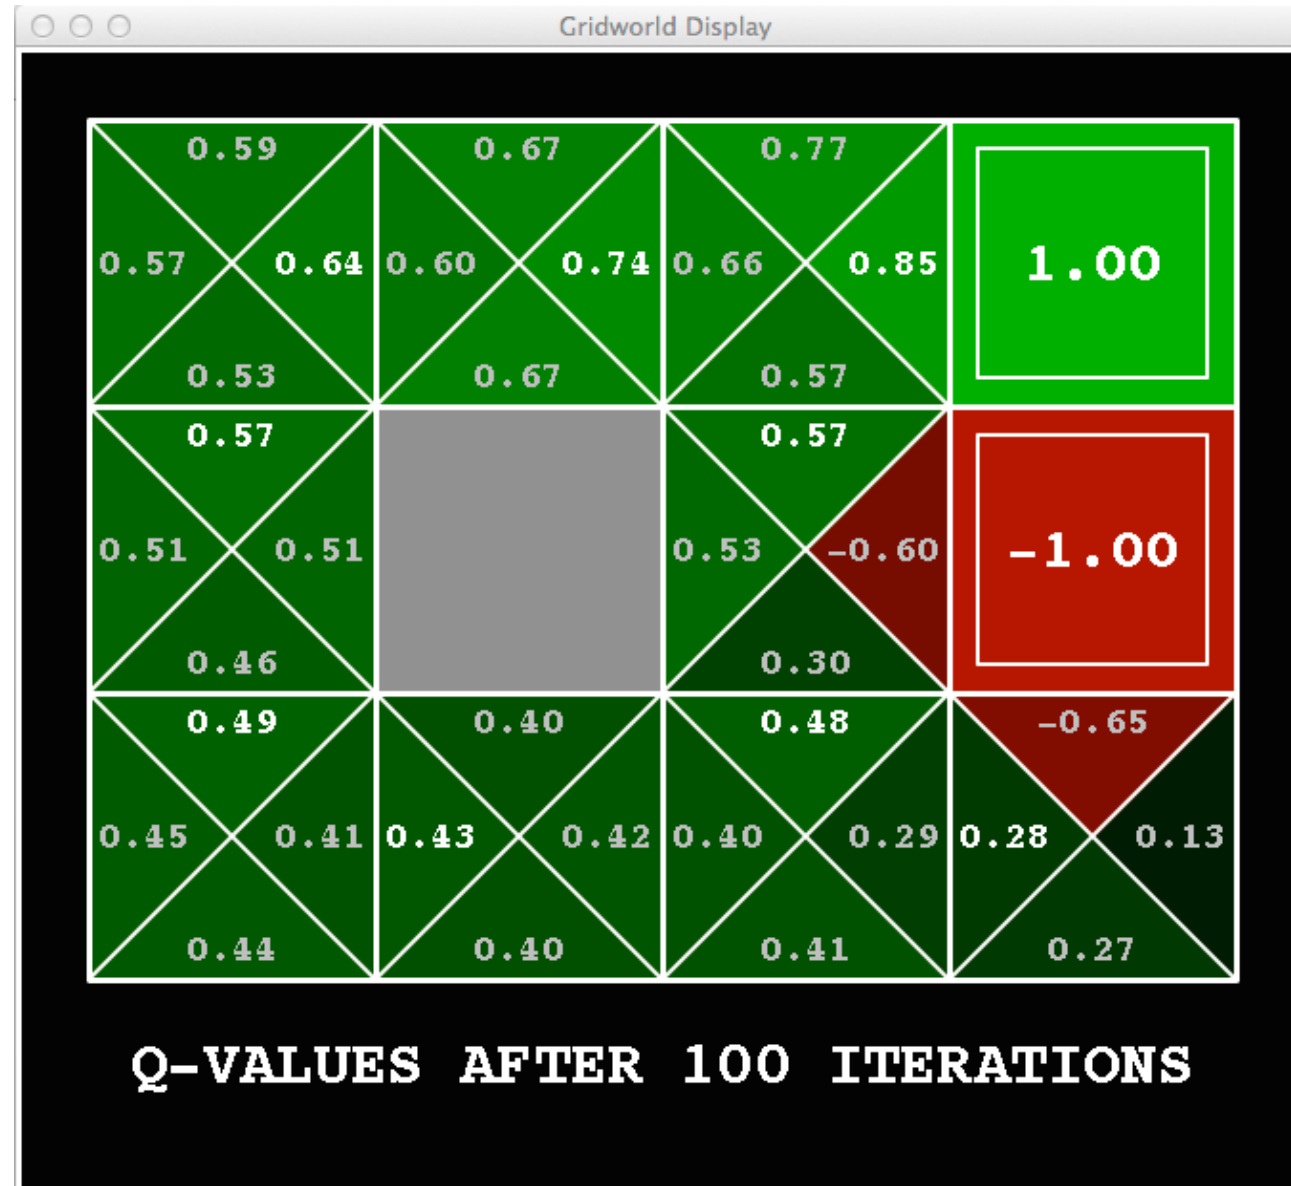 Gridworld Display
0.59 0.67 0.77
0.57 0.64 0.60 0.74 0.66 0.85 1.00
0.53 0.67 0.57
0.57 0.57
0.51 0.51 0.53 -0.60 -1.00
0.46 0.30
0.49 0.40 0.48 -0.65
0.45 0.41 0.43 0.42 0.40 0.29 0.28 0.13
0.44 0.40 0.41 0.27
Q-VALUES AFTER 100 ITERATIONS